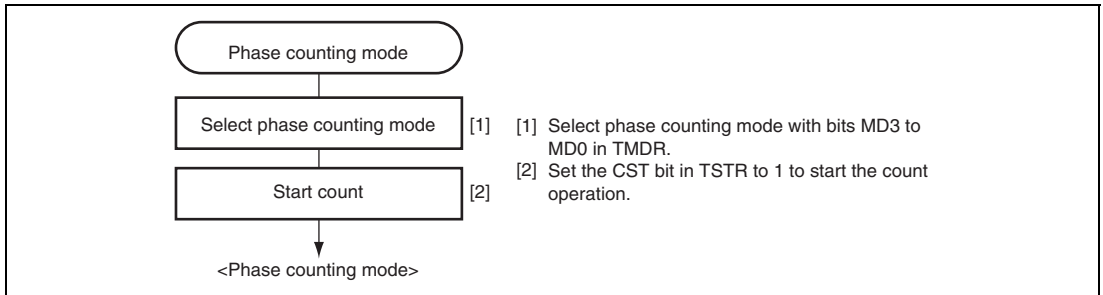 Phase counting mode
Select phase counting mode [1]
Start count [2]
<Phase counting mode>
[1] Select phase counting mode with bits MD3 to
MD0 in TMDR.
[2] Set the CST bit in TSTR to 1 to start the count
operation.